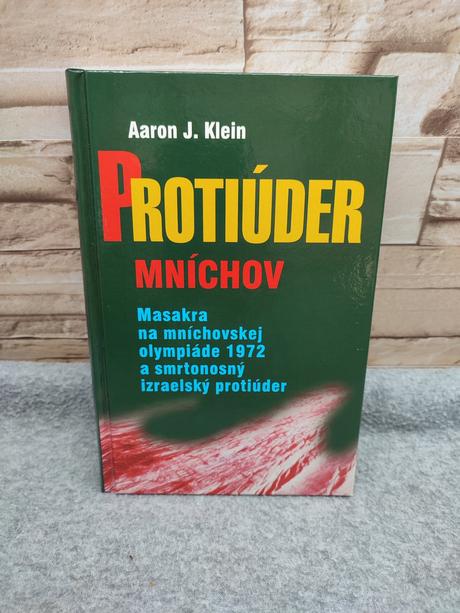 Aaron J. Klein
PROTIÚDER
MNÍCHOV
Masakra
na mníchovskej
olympiáde 1972
a smrtonosný
izraelský protiúder